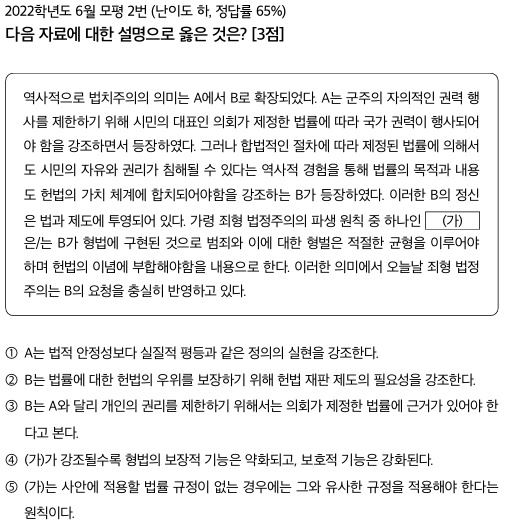 2022학년도 6월 모평 2번 (난이도 하, 정답률 65%)
다음 자료에 대한 설명으로 옳은 것은? [3점]
역사적으로 법치주의의 의미는 A에서 B로 확장되었다. A는 군주의 자의적인 권력 행
사를 제한하기 위해 시민의 대표인 의회가 제정한 법률에 따라 국가 권력이 행사되어
야 함을 강조하면서 등장하였다. 그러나 합법적인 절차에 따라 제정된 법률에 의해서
도 시민의 자유와 권리가 침해될 수 있다는 역사적 경험을 통해 법률의 목적과 내용
도 헌법의 가치 체계에 합치되어야함을 강조하는 B가 등장하였다. 이러한 B의 정신
은 법과 제도에 투영되어 있다. 가령 죄형 법정주의의 파생 원칙 중 하나인 (가)
은/는 B가 형법에 구현된 것으로 범죄와 이에 대한 형벌은 적절한 균형을 이루어야
하며 헌법의 이념에 부합해야함을 내용으로 한다. 이러한 의미에서 오늘날 죄형 법정
주의는 B의 요청을 충실히 반영하고 있다.
① A는 법적 안정성보다 실질적 평등과 같은 정의의 실현을 강조한다.
② B는 법률에 대한 헌법의 우위를 보장하기 위해 헌법 재판 제도의 필요성을 강조한다.
③ B는 A와 달리 개인의 권리를 제한하기 위해서는 의회가 제정한 법률에 근거가 있어야 한
다고 본다.
④ (가)가 강조될수록 형법의 보장적 기능은 약화되고, 보호적 기능은 강화된다.
⑤ (가)는 사안에 적용할 법률 규정이 없는 경우에는 그와 유사한 규정을 적용해야 한다는
원칙이다.